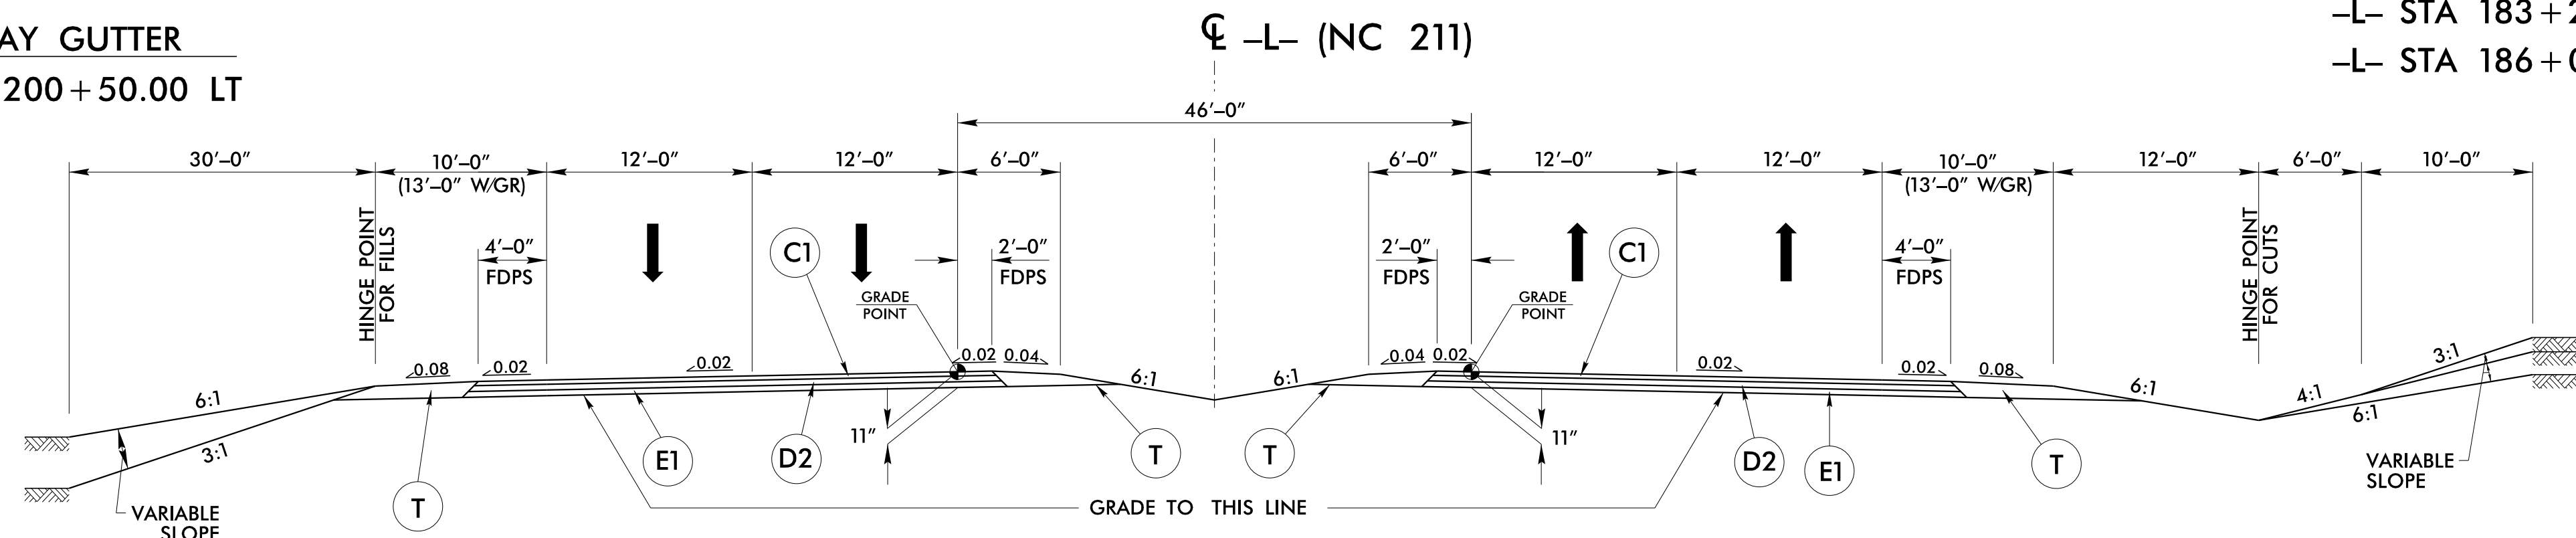 AY GUTTER
200+50.00 LT
℄ –L– (NC 211)
–L– STA 183+2
–L– STA 186+0
46'–0"
30'–0"
10'–0"
(13'–0" W/GR)
12'–0"
12'–0"
6'–0"
6'–0"
12'–0"
12'–0"
10'–0"
(13'–0" W/GR)
12'–0"
6'–0"
10'–0"
HINGE POINT
FOR FILLS
4'–0"
FDPS
C1
2'–0"
FDPS
2'–0"
FDPS
C1
4'–0"
FDPS
HINGE POINT
FOR CUTS
GRADE
POINT
GRADE
POINT
0.08
0.02
0.02
0.02
0.04
0.04
0.02
0.02
0.02
0.08
6:1
3:1
6:1
6:1
6:1
4:1
3:1
6:1
11"
11"
T
E1
D2
T
T
D2
E1
T
VARIABLE
SLOPE
GRADE TO THIS LINE
VARIABLE
SLOPE